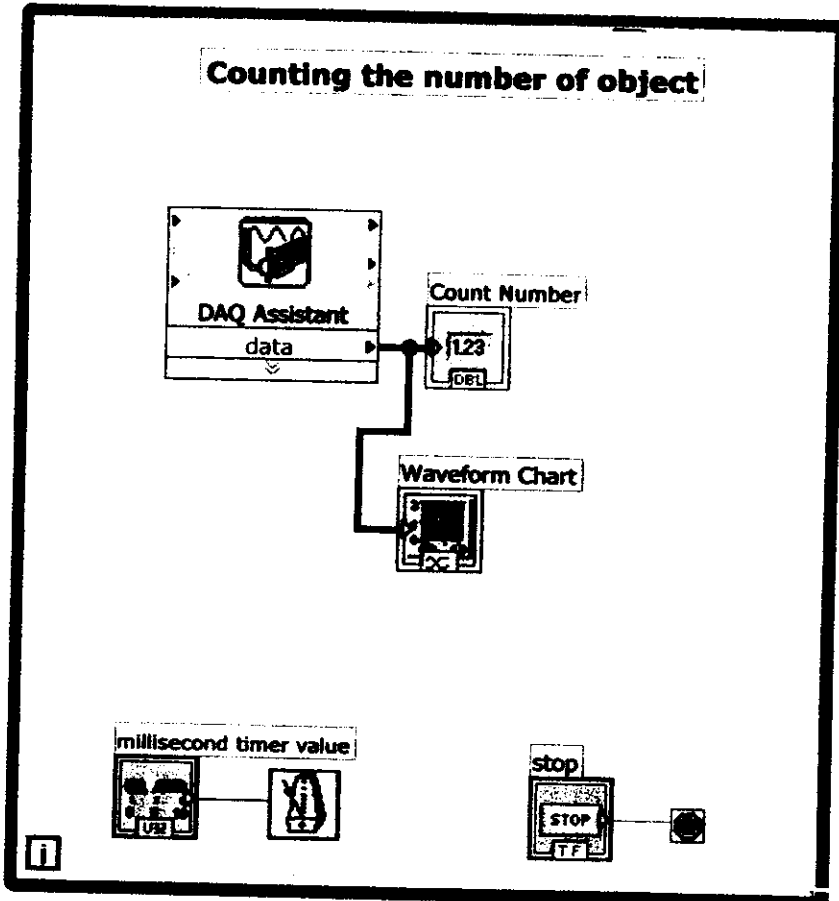 Counting the number of object
DAQ Assistant
data
Count Number
1.23
DBL
Waveform Chart
millisecond timer value
U32
stop
STOP
TF
i